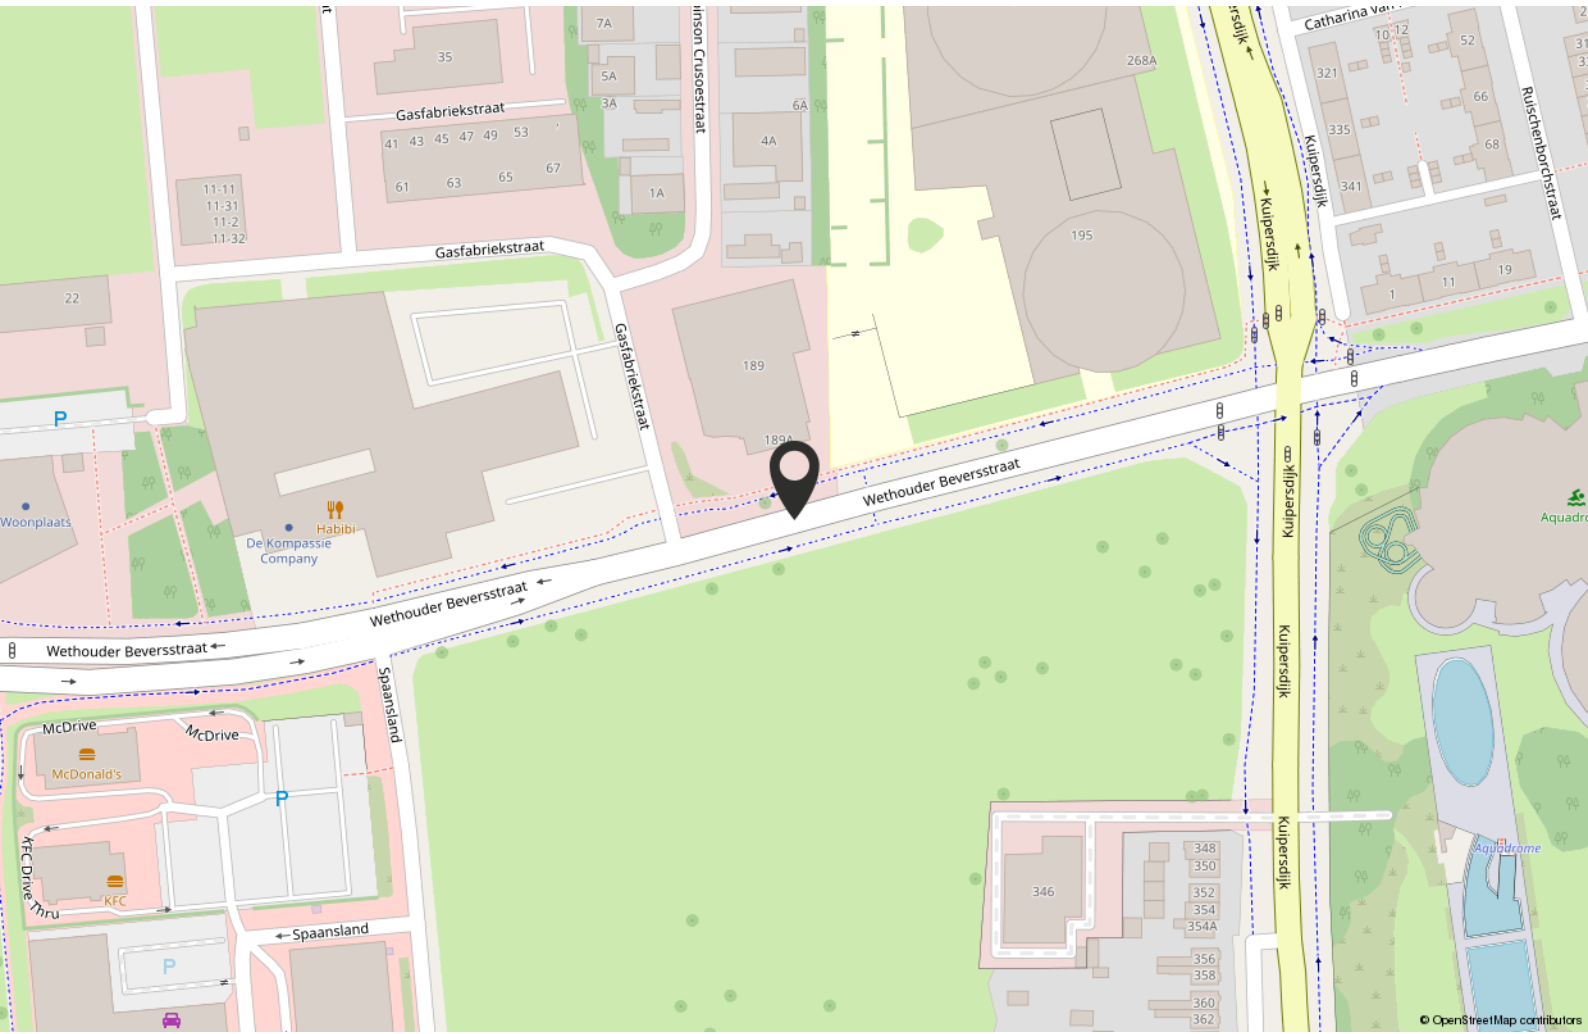 7A
35
5A
3A
6A
4A
1A
inson Crusoestraat
268A
Kuipersdijk
Catharina van
10 12
52
321
66
335
68
341
Ruischenborchstraat
Gasfabriekstraat
41 43 45 47 49 53
61 63 65 67
11-11
11-31
11-2
11-32
Kuipersdijk
Kuipersdijk
195
Gasfabriekstraat
1 11 19
22
Gasfabriekstraat
189
189A
P
Woonplaats
Habibi
De Kompassie
Company
Wethouder Beversstraat
Kuipersdijk
Aquadro
Wethouder Beversstraat
Wethouder Beversstraat
Spaansland
Kuipersdijk
McDrive
McDrive
McDonald's
P
KFC Drive Thru
KFC
Kuipersdijk
Aquadrome
346
348
350
352
354
354A
356
358
360
362
Spaansland
P
© OpenStreetMap contributors